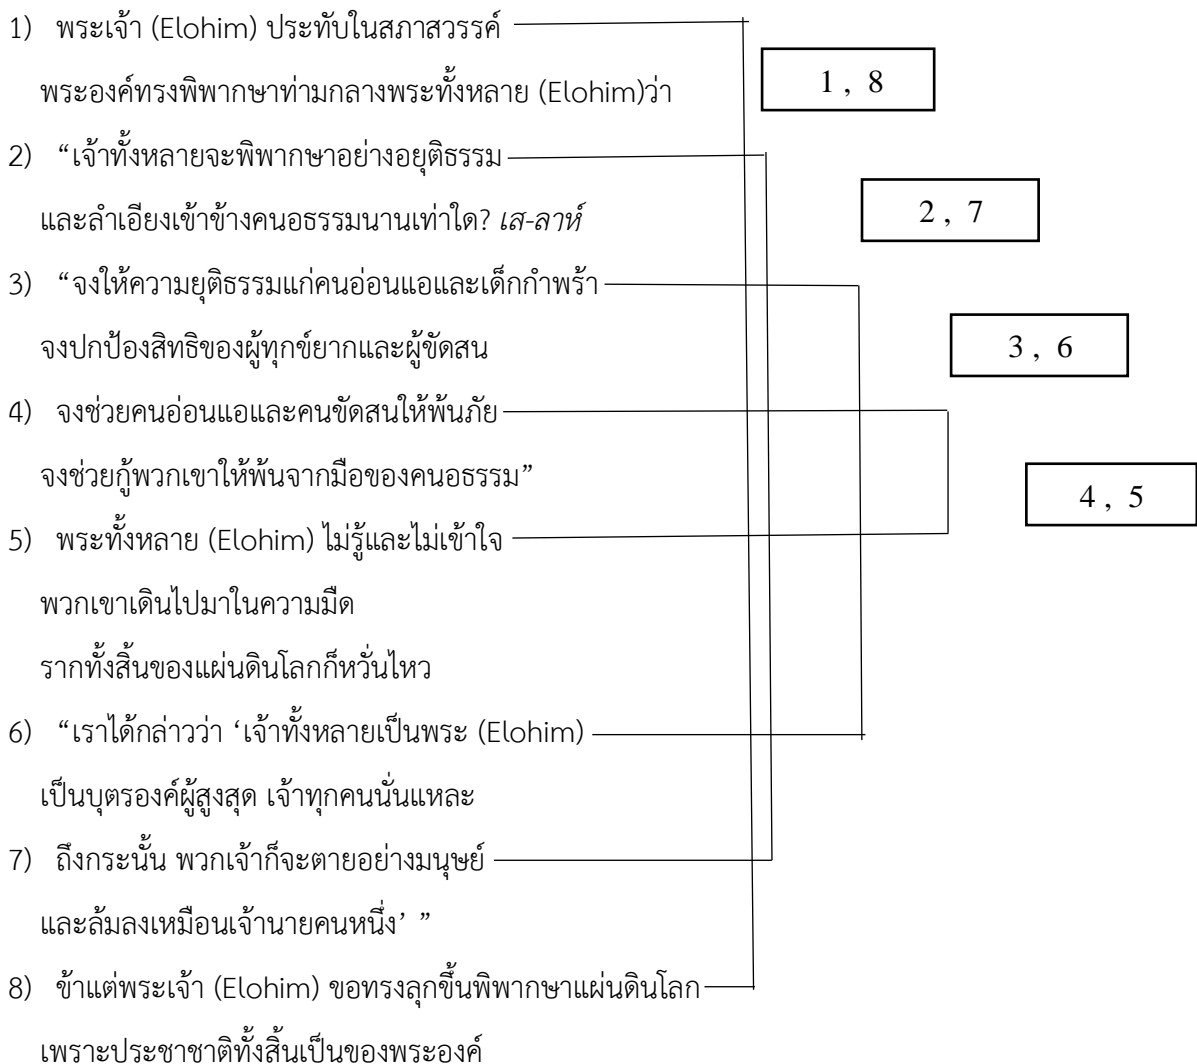 1) พระเจ้า (Elohim) ประทับในสภาสวรรค์
พระองค์ทรงพิพากษาท่ามกลางพระทั้งหลาย (Elohim)ว่า
1 , 8
2) “เจ้าทั้งหลายจะพิพากษาอย่างอยุติธรรม
และลำเอียงเข้าข้างคนอธรรมนานเท่าใด? เส-ลาห์
2 , 7
3) “จงให้ความยุติธรรมแก่คนอ่อนแอและเด็กกำพร้า
จงปกป้องสิทธิของผู้ทุกข์ยากและผู้ขัดสน
3 , 6
4) จงช่วยคนอ่อนแอและคนขัดสนให้พ้นภัย
จงช่วยกู้พวกเขาให้พ้นจากมือของคนอธรรม”
4 , 5
5) พระทั้งหลาย (Elohim) ไม่รู้และไม่เข้าใจ
พวกเขาเดินไปมาในความมืด
รากทั้งสิ้นของแผ่นดินโลกก็หวั่นไหว
6) “เราได้กล่าวว่า ‘เจ้าทั้งหลายเป็นพระ (Elohim)
เป็นบุตรองค์ผู้สูงสุด เจ้าทุกคนนั่นแหละ
7) ถึงกระนั้น พวกเจ้าก็จะตายอย่างมนุษย์
และล้มลงเหมือนเจ้านายคนหนึ่ง’ ”
8) ข้าแต่พระเจ้า (Elohim) ขอทรงลุกขึ้นพิพากษาแผ่นดินโลก
เพราะประชาชาติทั้งสิ้นเป็นของพระองค์